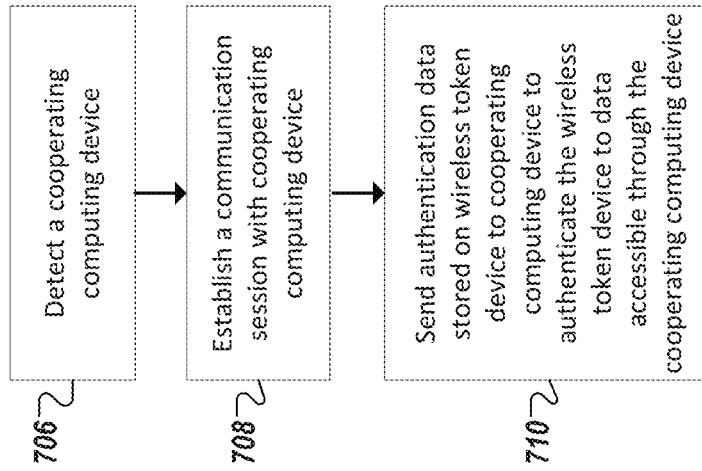 706
Detect a cooperating
computing device
708
Establish a communication
session with cooperating
computing device
710
Send authentication data
stored on wireless token
device to cooperating
computing device to
authenticate the wireless
token device to data
accessible through the
cooperating computing device